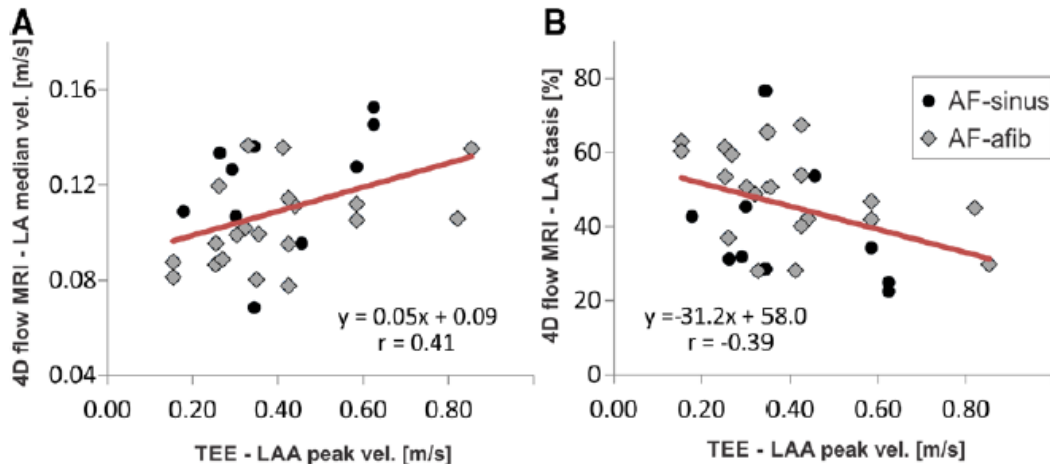 A
4D flow MRI - LA median vel. [m/s]
0.16
0.12
0.08
0.04
0.00 0.20 0.40 0.60 0.80
TEE - LAA peak vel. [m/s]
y = 0.05x + 0.09
r = 0.41
B
4D flow MRI - LA stasis [%]
80
60
40
20
0
0.00 0.20 0.40 0.60 0.80
TEE - LAA peak vel. [m/s]
y =-31.2x + 58.0
r = -0.39
AF-sinus
AF-afib